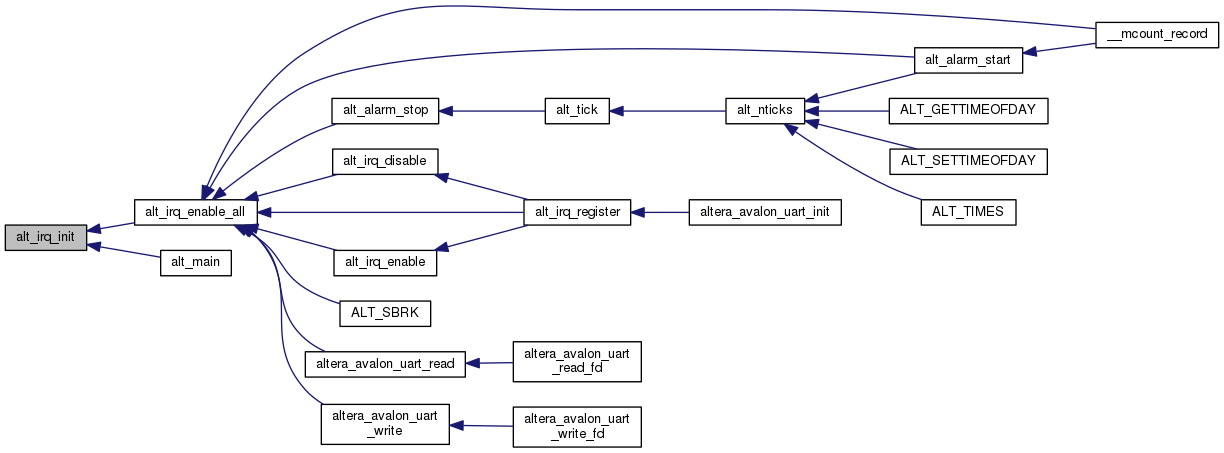 __mcount_record
alt_alarm_start
alt_alarm_stop
alt_tick
alt_nticks
ALT_GETTIMEOFDAY
alt_irq_disable
ALT_SETTIMEOFDAY
alt_irq_enable_all
alt_irq_register
altera_avalon_uart_init
ALT_TIMES
alt_irq_init
alt_main
alt_irq_enable
ALT_SBRK
altera_avalon_uart_read
altera_avalon_uart
_read_fd
altera_avalon_uart
_write
altera_avalon_uart
_write_fd